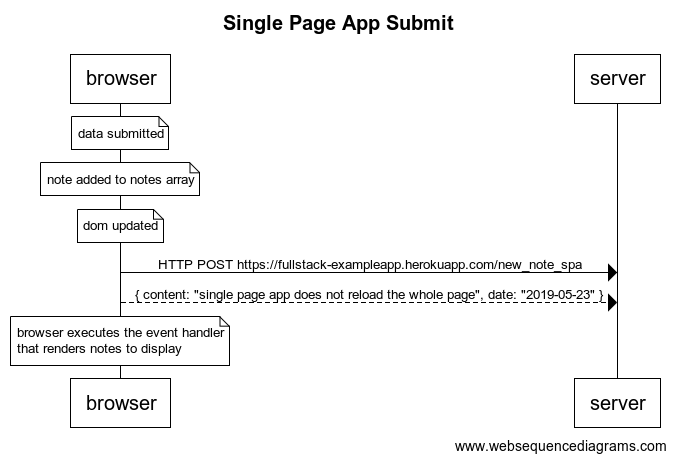 Single Page App Submit
browser
server
data submitted
note added to notes array
dom updated
HTTP POST https://fullstack-exampleapp.herokuapp.com/new_note_spa
{ content: "single page app does not reload the whole page", date: "2019-05-23" }
browser executes the event handler
that renders notes to display
browser
server
www.websequencediagrams.com